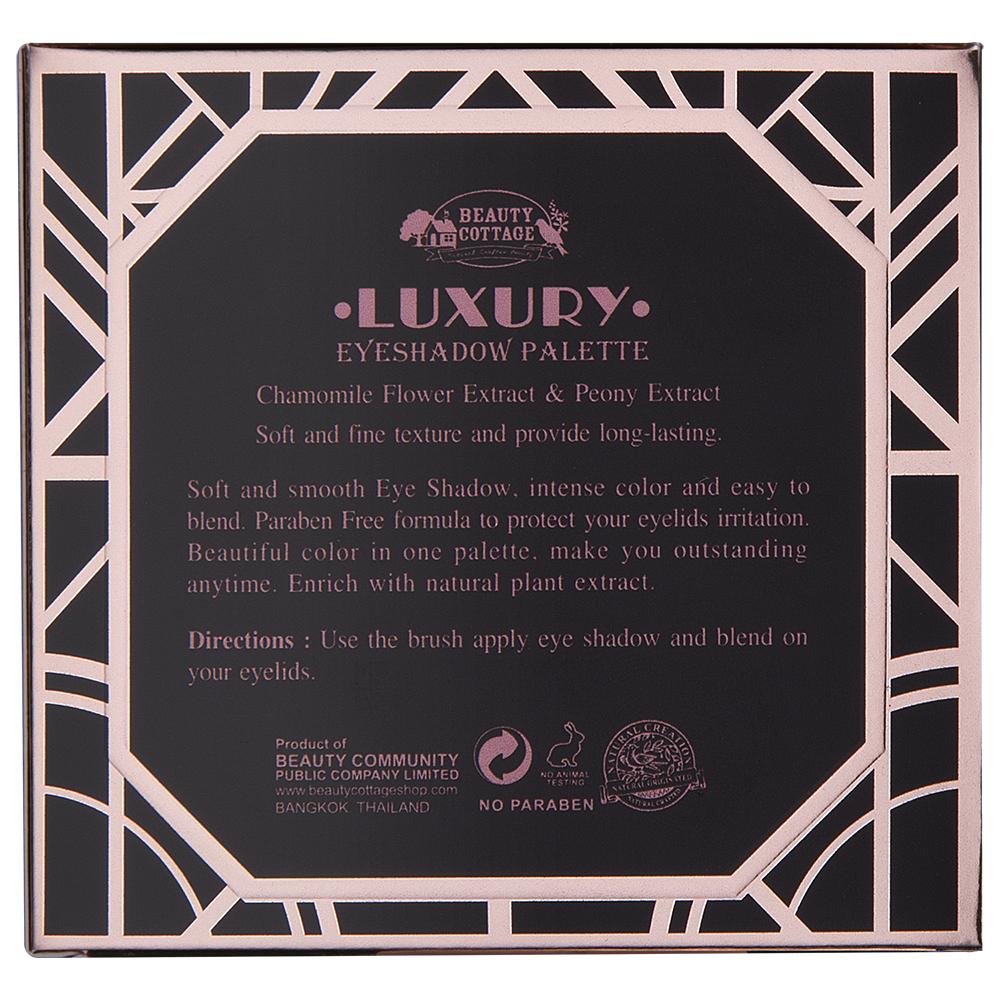 BEAUTY
COTTAGE
•LUXURY•
EYESHADOW PALETTE
Chamomile Flower Extract & Peony Extract
Soft and fine texture and provide long-lasting.
Soft and smooth Eye Shadow, intense color and easy to
blend. Paraben Free formula to protect your eyelids irritation.
Beautiful color in one palette, make you outstanding
anytime. Enrich with natural plant extract.
Directions : Use the brush apply eye shadow and blend on
your eyelids.
Product of
BEAUTY COMMUNITY
PUBLIC COMPANY LIMITED
www.beautycottageshop.com
BANGKOK THAILAND
NO ANIMAL
TESTING
NO PARABEN
NATURAL CREATION
NATURAL ORIGINATED
NATURAL CRAFTED